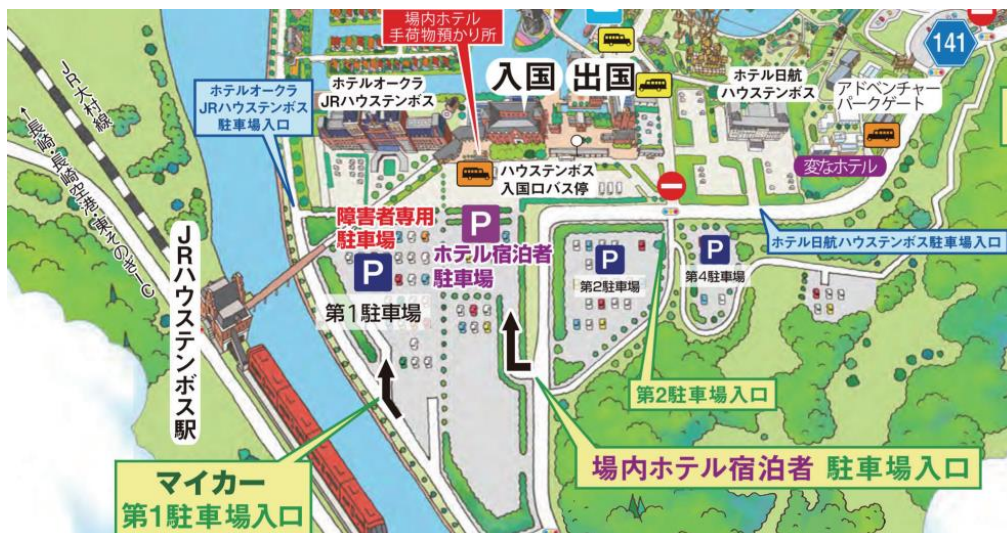 場内ホテル
手荷物預かり所
141
JR大村線
ホテルオークラ
JRハウステンボス
駐車場入口
ホテルオークラ
JRハウステンボス
入国 出国
ホテル日航
ハウステンボス
アドベンチャー
パークゲート
変なホテル
ハウステンボス
入国口バス停
←長崎・長崎空港・東そのぎI.C
障害者専用
駐車場
P
P
ホテル宿泊者
駐車場
P
第2駐車場
P
第4駐車場
ホテル日航ハウステンボス駐車場入口
第1駐車場
JRハウステンボス駅
第2駐車場入口
マイカー
第1駐車場入口
場内ホテル宿泊者 駐車場入口